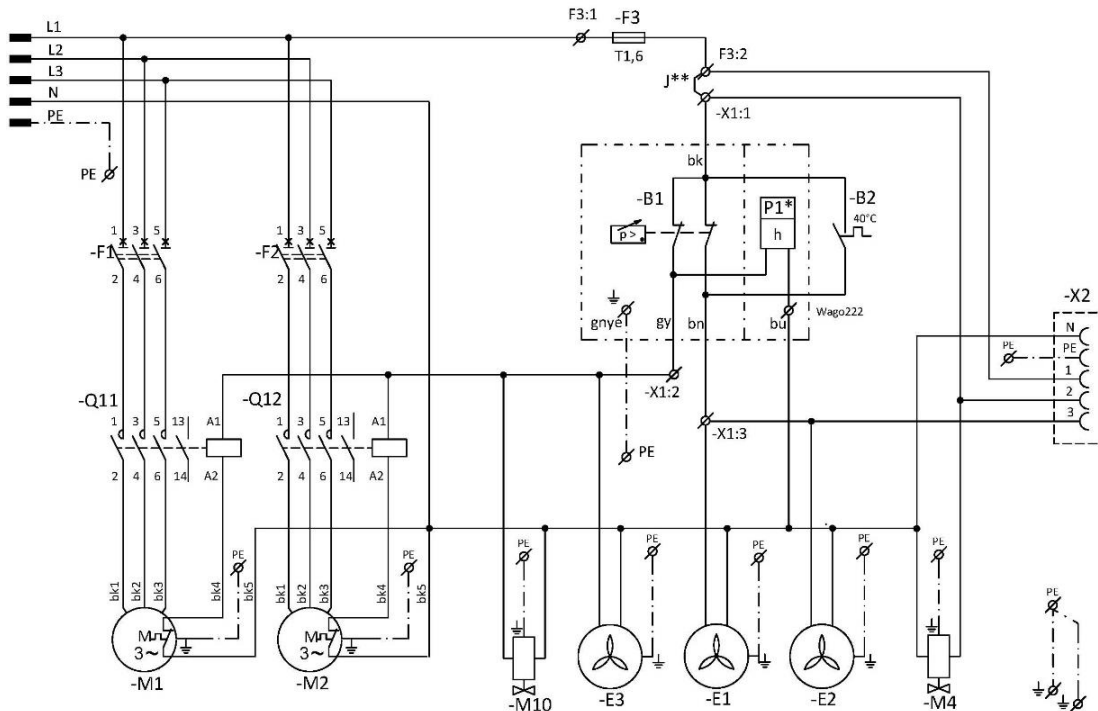 L1
L2
L3
N
PE
PE
F3:1
-F3
T1,6
F3:2
J**
-X1:1
bk
-B1
p >
P1*
h
-B2
40°C
gnye
gy
bn
bu
Wago222
-X2
N
PE
PE
1
2
3
-F1
1 3 5
2 4 6
-F2
1 3 5
2 4 6
-X1:2
-X1:3
PE
-Q11
1 3 5 13 A1
2 4 6 14 A2
-Q12
1 3 5 13 A1
2 4 6 14 A2
bk1 bk2 bk3 bk4 PE bk5
bk1 bk2 bk3 bk4 PE bk5
PE
PE
PE
PE
PE
PE
M
3~
-M1
M
3~
-M2
-M10
-E3
-E1
-E2
-M4